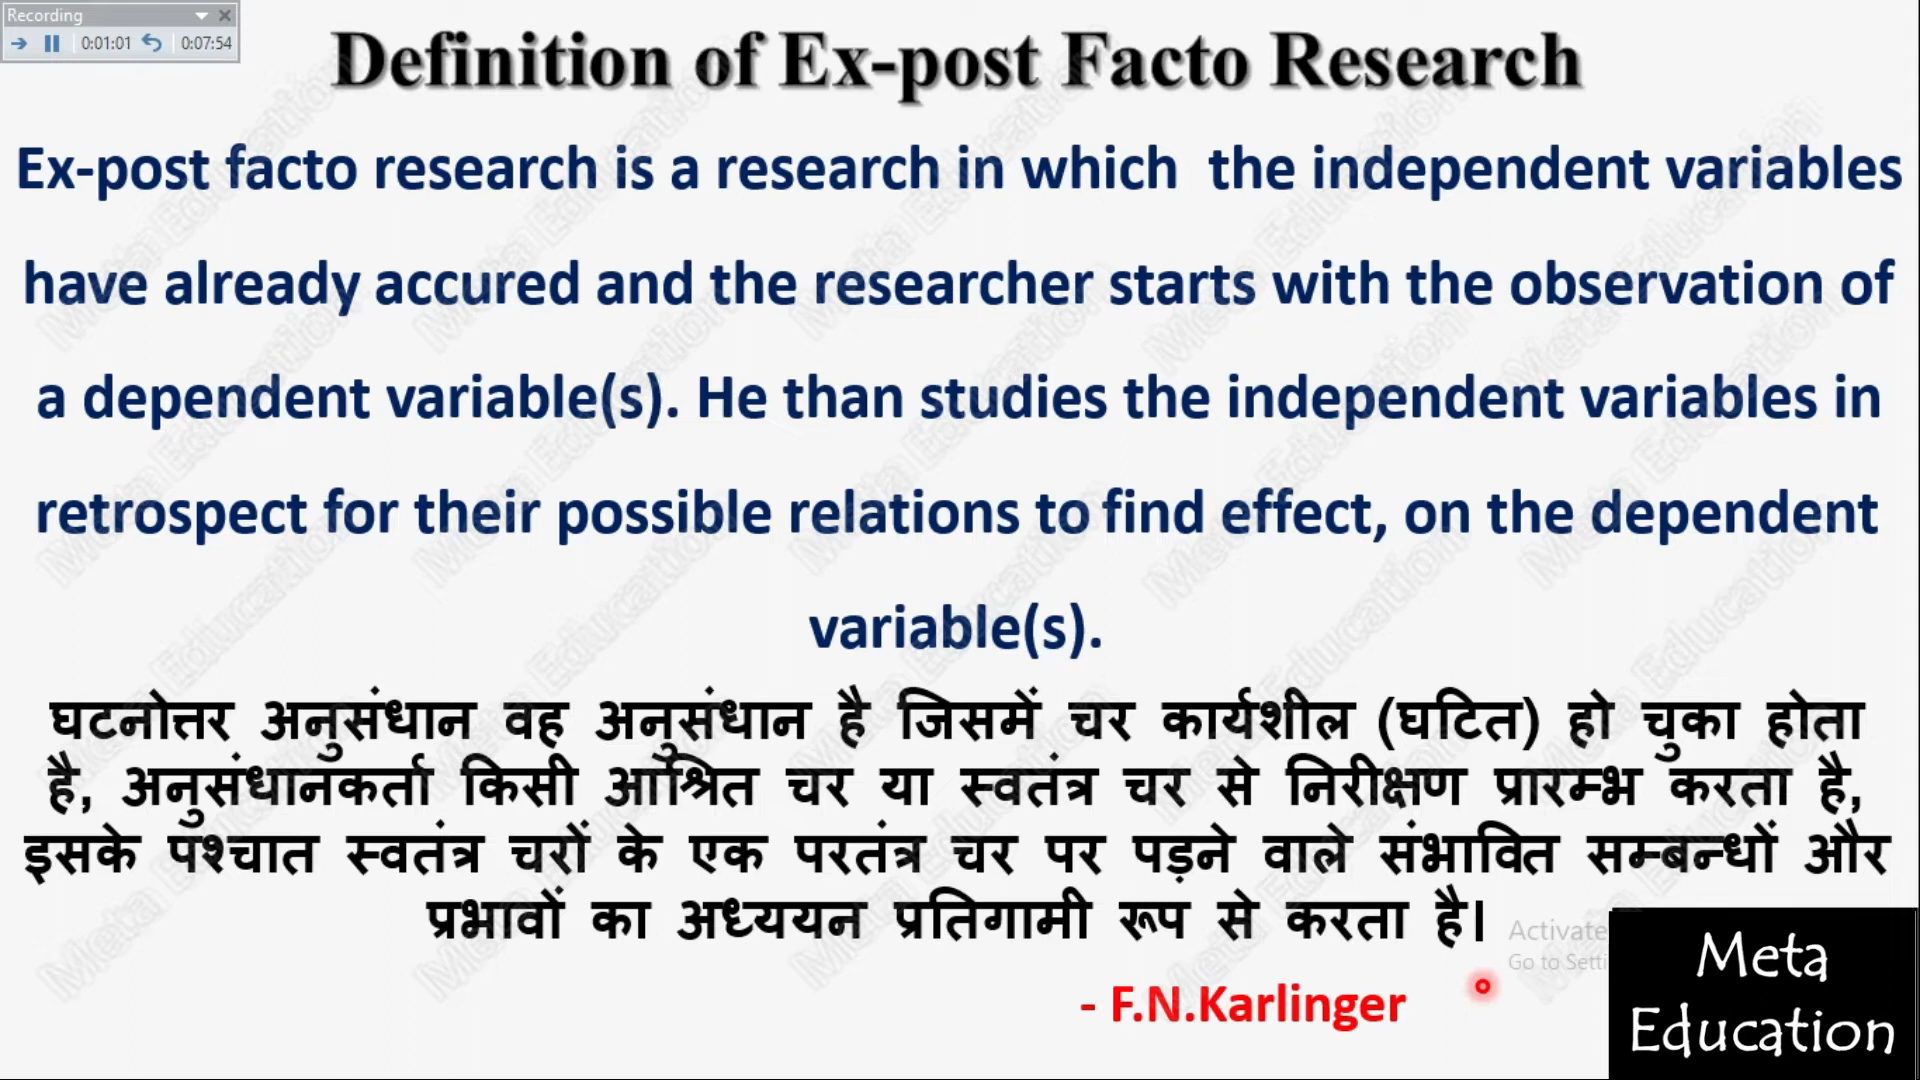 Recording
0:01:01 0:07:54
Definition of Ex-post Facto Research
Ex-post facto research is a research in which the independent variables
have already accured and the researcher starts with the observation of
a dependent variable(s). He than studies the independent variables in
retrospect for their possible relations to find effect, on the dependent
variable(s).
घटनोत्तर अनुसंधान वह अनुसंधान है जिसमें चर कार्यशील (घटित) हो चुका होता
है, अनुसंधानकर्ता किसी आश्रित चर या स्वतंत्र चर से निरीक्षण प्रारम्भ करता है,
इसके पश्चात स्वतंत्र चरों के एक परतंत्र चर पर पड़ने वाले संभावित सम्बन्धों और
प्रभावों का अध्ययन प्रतिगामी रूप से करता है।
Activate
Go to Setti
- F.N.Karlinger
Meta
Education